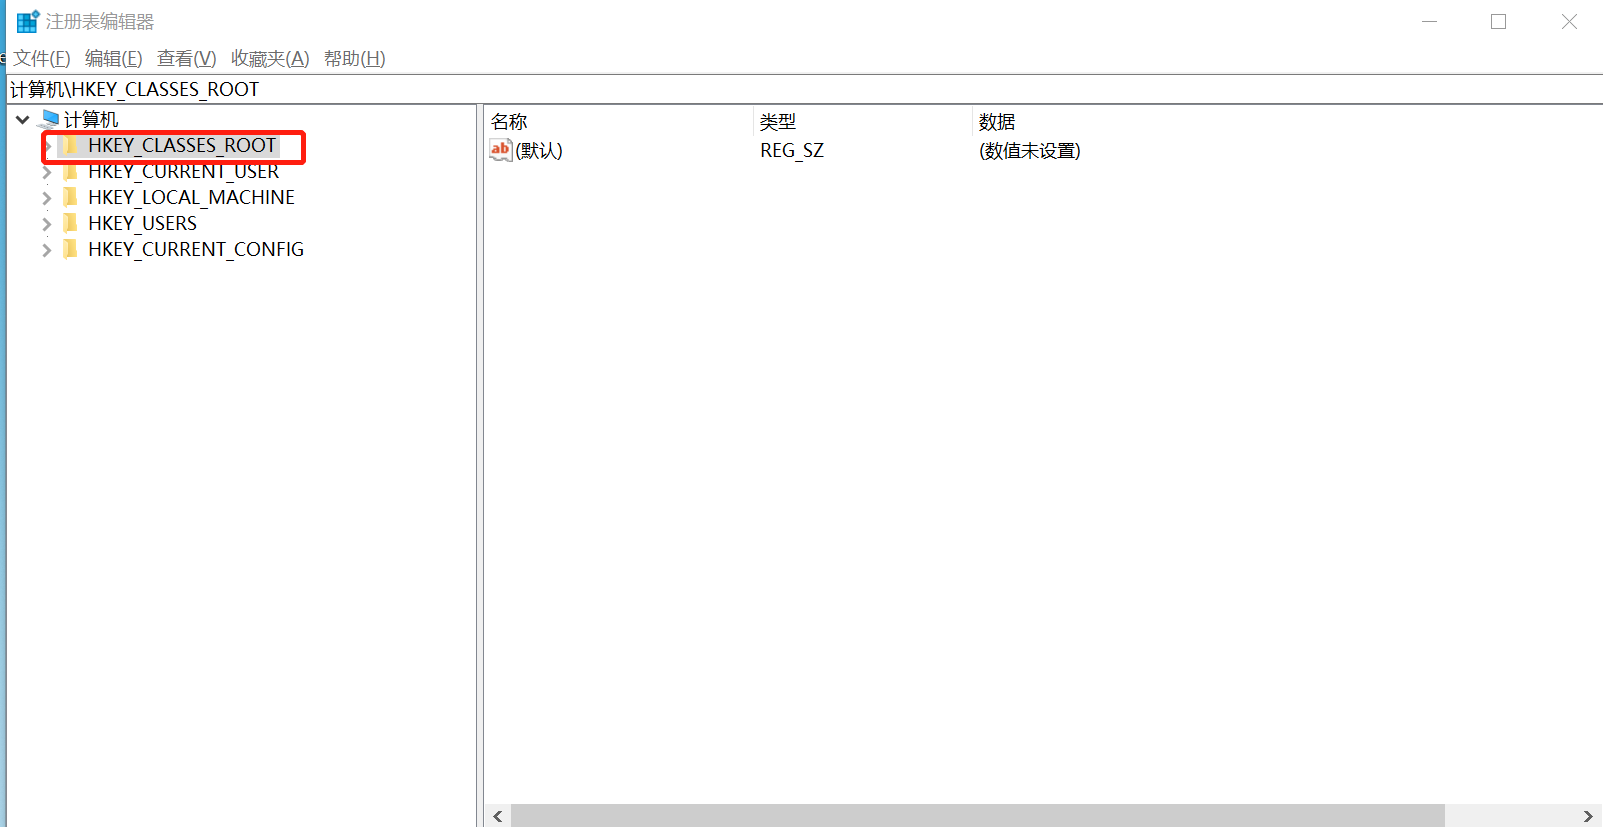 注册表编辑器
文件(F) 编辑(E) 查看(V) 收藏夹(A) 帮助(H)
计算机\HKEY_CLASSES_ROOT
计算机
HKEY_CLASSES_ROOT
HKEY_CURRENT_USER
HKEY_LOCAL_MACHINE
HKEY_USERS
HKEY_CURRENT_CONFIG
名称 类型 数据
ab (默认) REG_SZ (数值未设置)